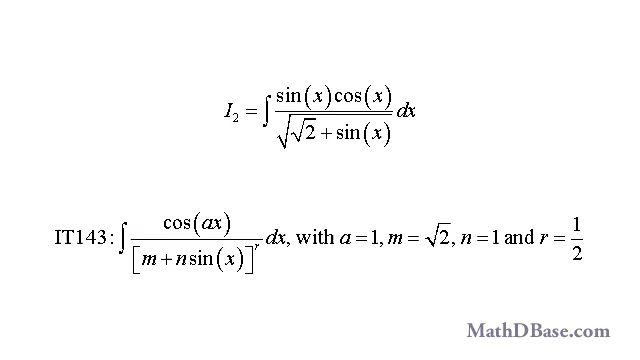 I₂ = ∫ sin(x)cos(x) / √(√2 + sin(x)) dx
IT143: ∫ cos(ax) / [m + n sin(x)]^r dx, with a = 1, m = √2, n = 1 and r = 1/2
MathDBase.com